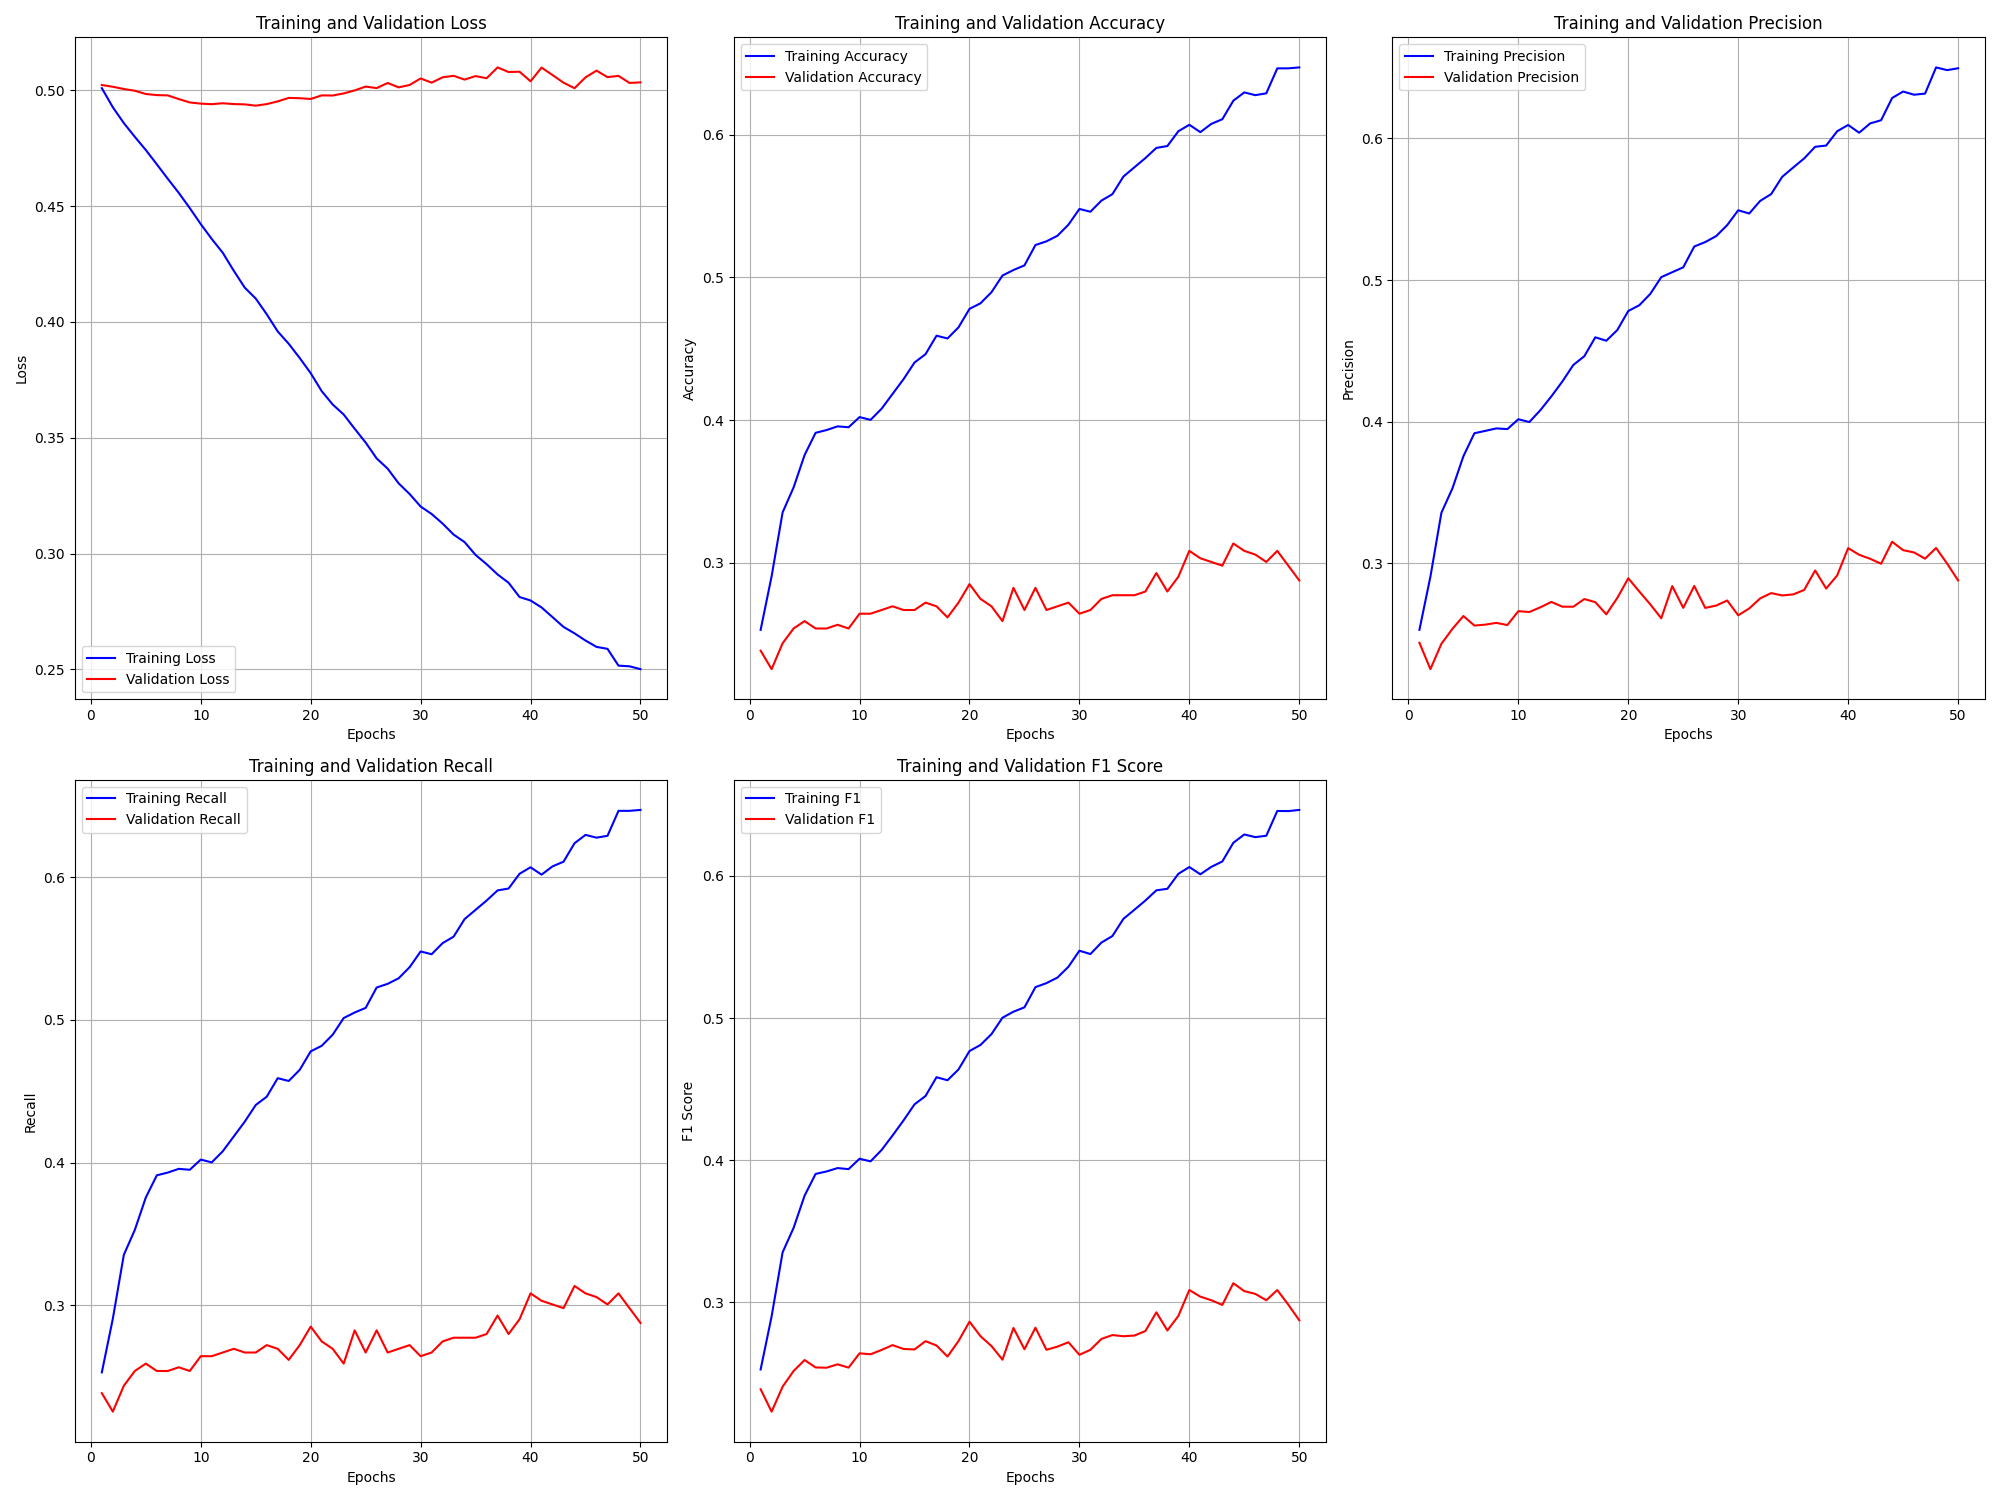 Training and Validation Loss
0.50
0.45
0.40
0.35
0.30
0.25
Loss
Training Loss
Validation Loss
0 10 20 30 40 50
Epochs
Training and Validation Accuracy
Training Accuracy
Validation Accuracy
0.6
0.5
0.4
0.3
Accuracy
0 10 20 30 40 50
Epochs
Training and Validation Precision
Training Precision
Validation Precision
0.6
0.5
0.4
0.3
Precision
0 10 20 30 40 50
Epochs
Training and Validation Recall
Training Recall
Validation Recall
0.6
0.5
0.4
0.3
Recall
0 10 20 30 40 50
Epochs
Training and Validation F1 Score
Training F1
Validation F1
0.6
0.5
0.4
0.3
F1 Score
0 10 20 30 40 50
Epochs